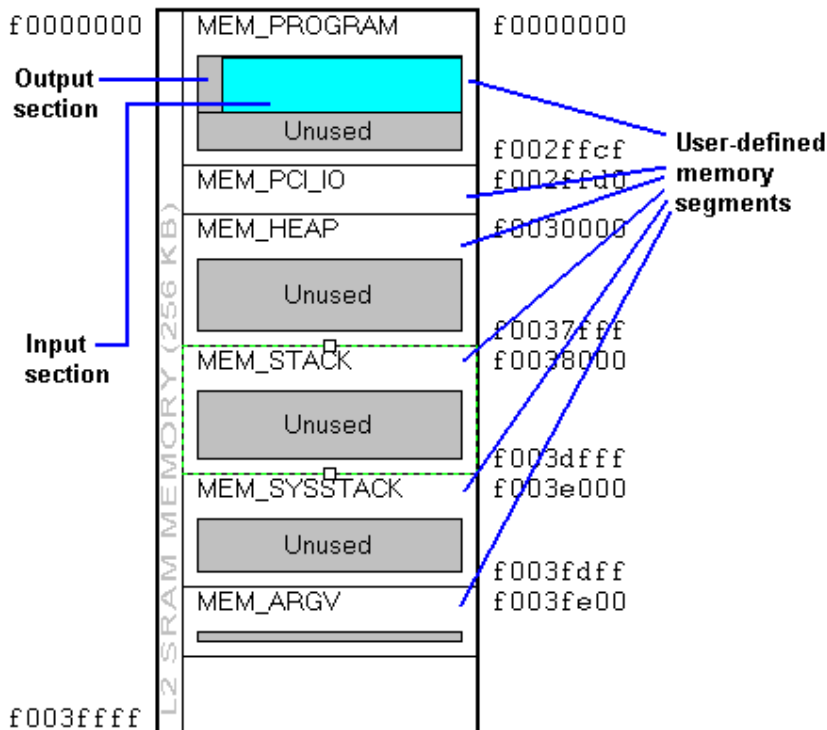 f0000000
MEM_PROGRAM
f0000000
Output
section
Unused
f002ffcf
User-defined
memory
segments
MEM_PCI_IO
f002ffd0
MEM_HEAP
f0030000
Unused
f0037fff
Input
section
MEM_STACK
f0038000
Unused
f003dfff
MEM_SYSSTACK
f003e000
Unused
f003fdff
MEM_ARGV
f003fe00
L2 SRAM MEMORY (256 KB)
f003ffff